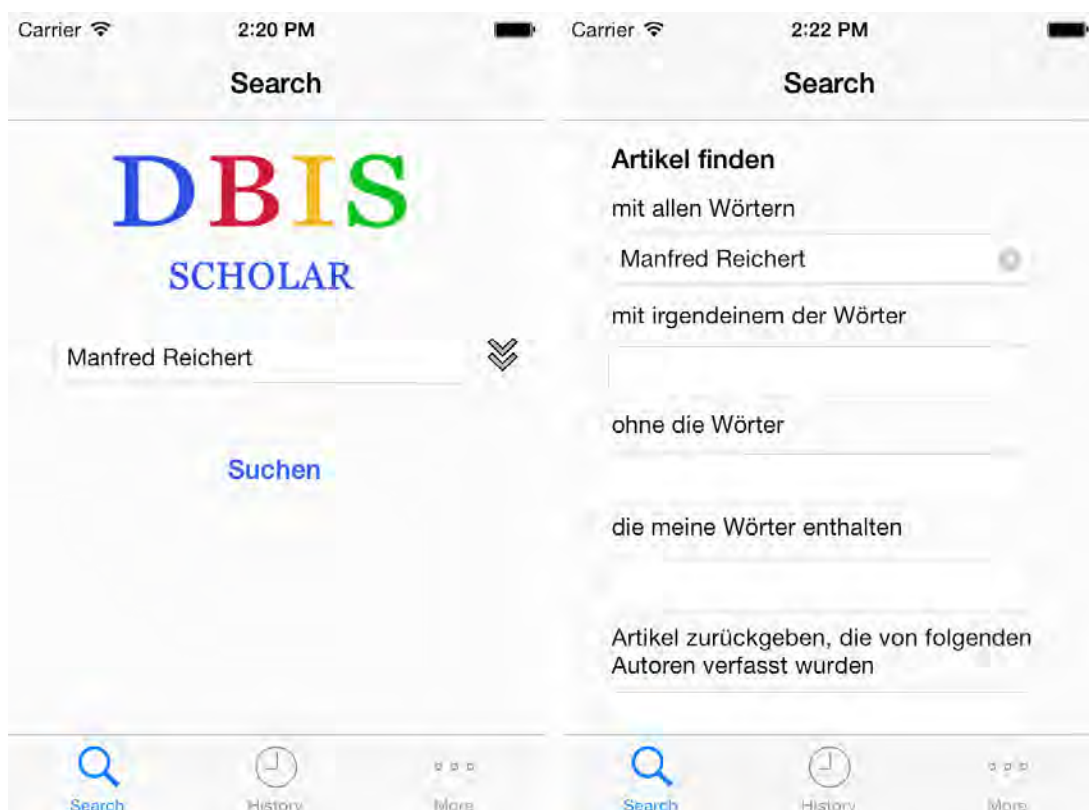 Carrier 2:20 PM
Search
DBIS
SCHOLAR
Manfred Reichert
Suchen
Search History More
Carrier 2:22 PM
Search
Artikel finden
mit allen Wörtern
Manfred Reichert
mit irgendeinem der Wörter
ohne die Wörter
die meine Wörter enthalten
Artikel zurückgeben, die von folgenden
Autoren verfasst wurden
Search History More